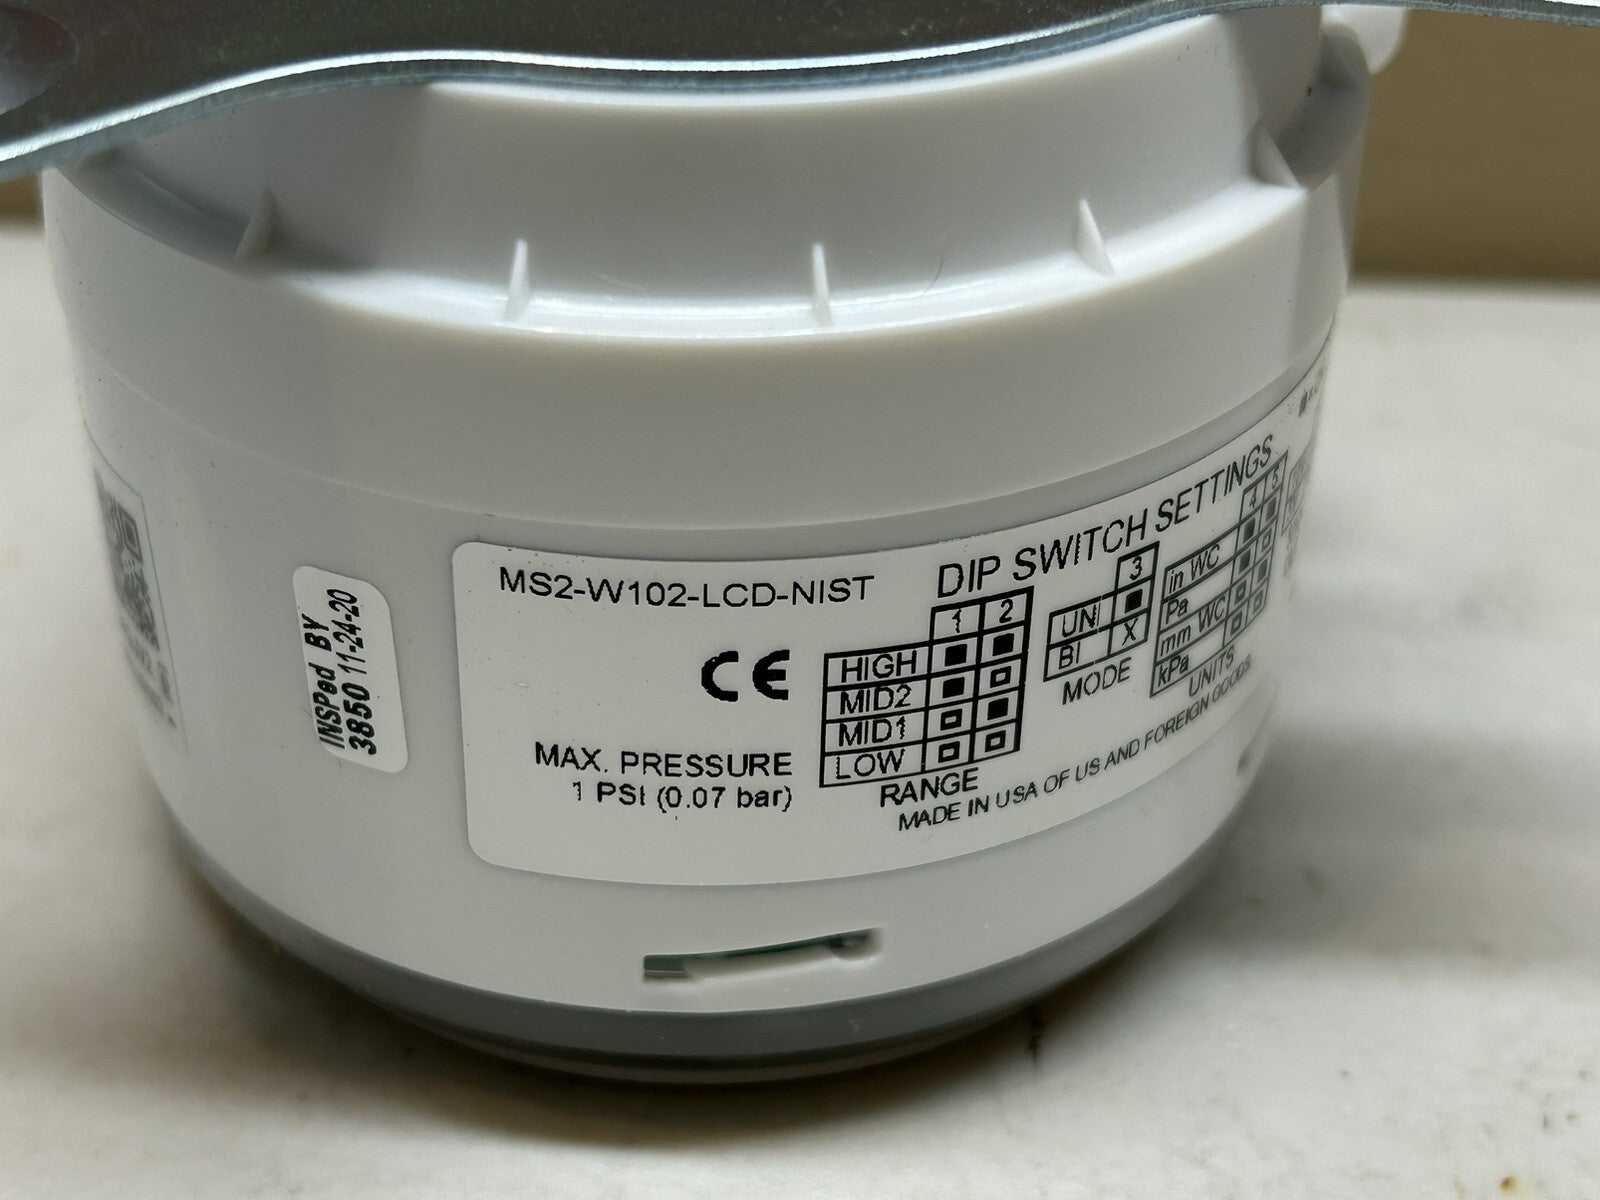 INSPed BY
3850 11-24-20
MS2-W102-LCD-NIST
CE
MAX. PRESSURE
1 PSI (0.07 bar)
DIP SWITCH SETTINGS
1 2
HIGH
MID2
MID1
LOW
RANGE
3
UNI
BI X
MODE
4 5
in WC
Pa
mm WC
kPa
UNITS
MADE IN USA OF US AND FOREIGN GOODS